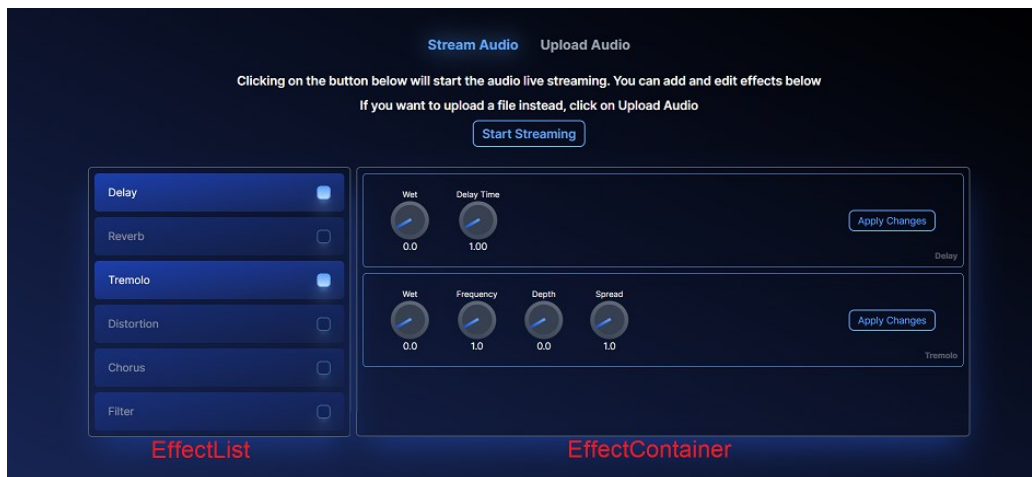 Stream Audio Upload Audio
Clicking on the button below will start the audio live streaming. You can add and edit effects below
If you want to upload a file instead, click on Upload Audio
Start Streaming
Delay
Reverb
Tremolo
Distortion
Chorus
Filter
Wet Delay Time
0.0 1.00
Apply Changes
Delay
Wet Frequency Depth Spread
0.0 1.0 0.0 1.0
Apply Changes
Tremolo
EffectList
EffectContainer